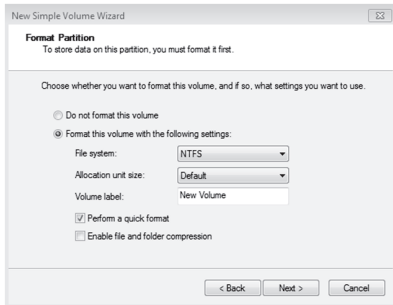 New Simple Volume Wizard
Format Partition
To store data on this partition, you must format it first.
Choose whether you want to format this volume, and if so, what settings you want to use.
Do not format this volume
Format this volume with the following settings:
File system: NTFS
Allocation unit size: Default
Volume label: New Volume
Perform a quick format
Enable file and folder compression
< Back Next > Cancel